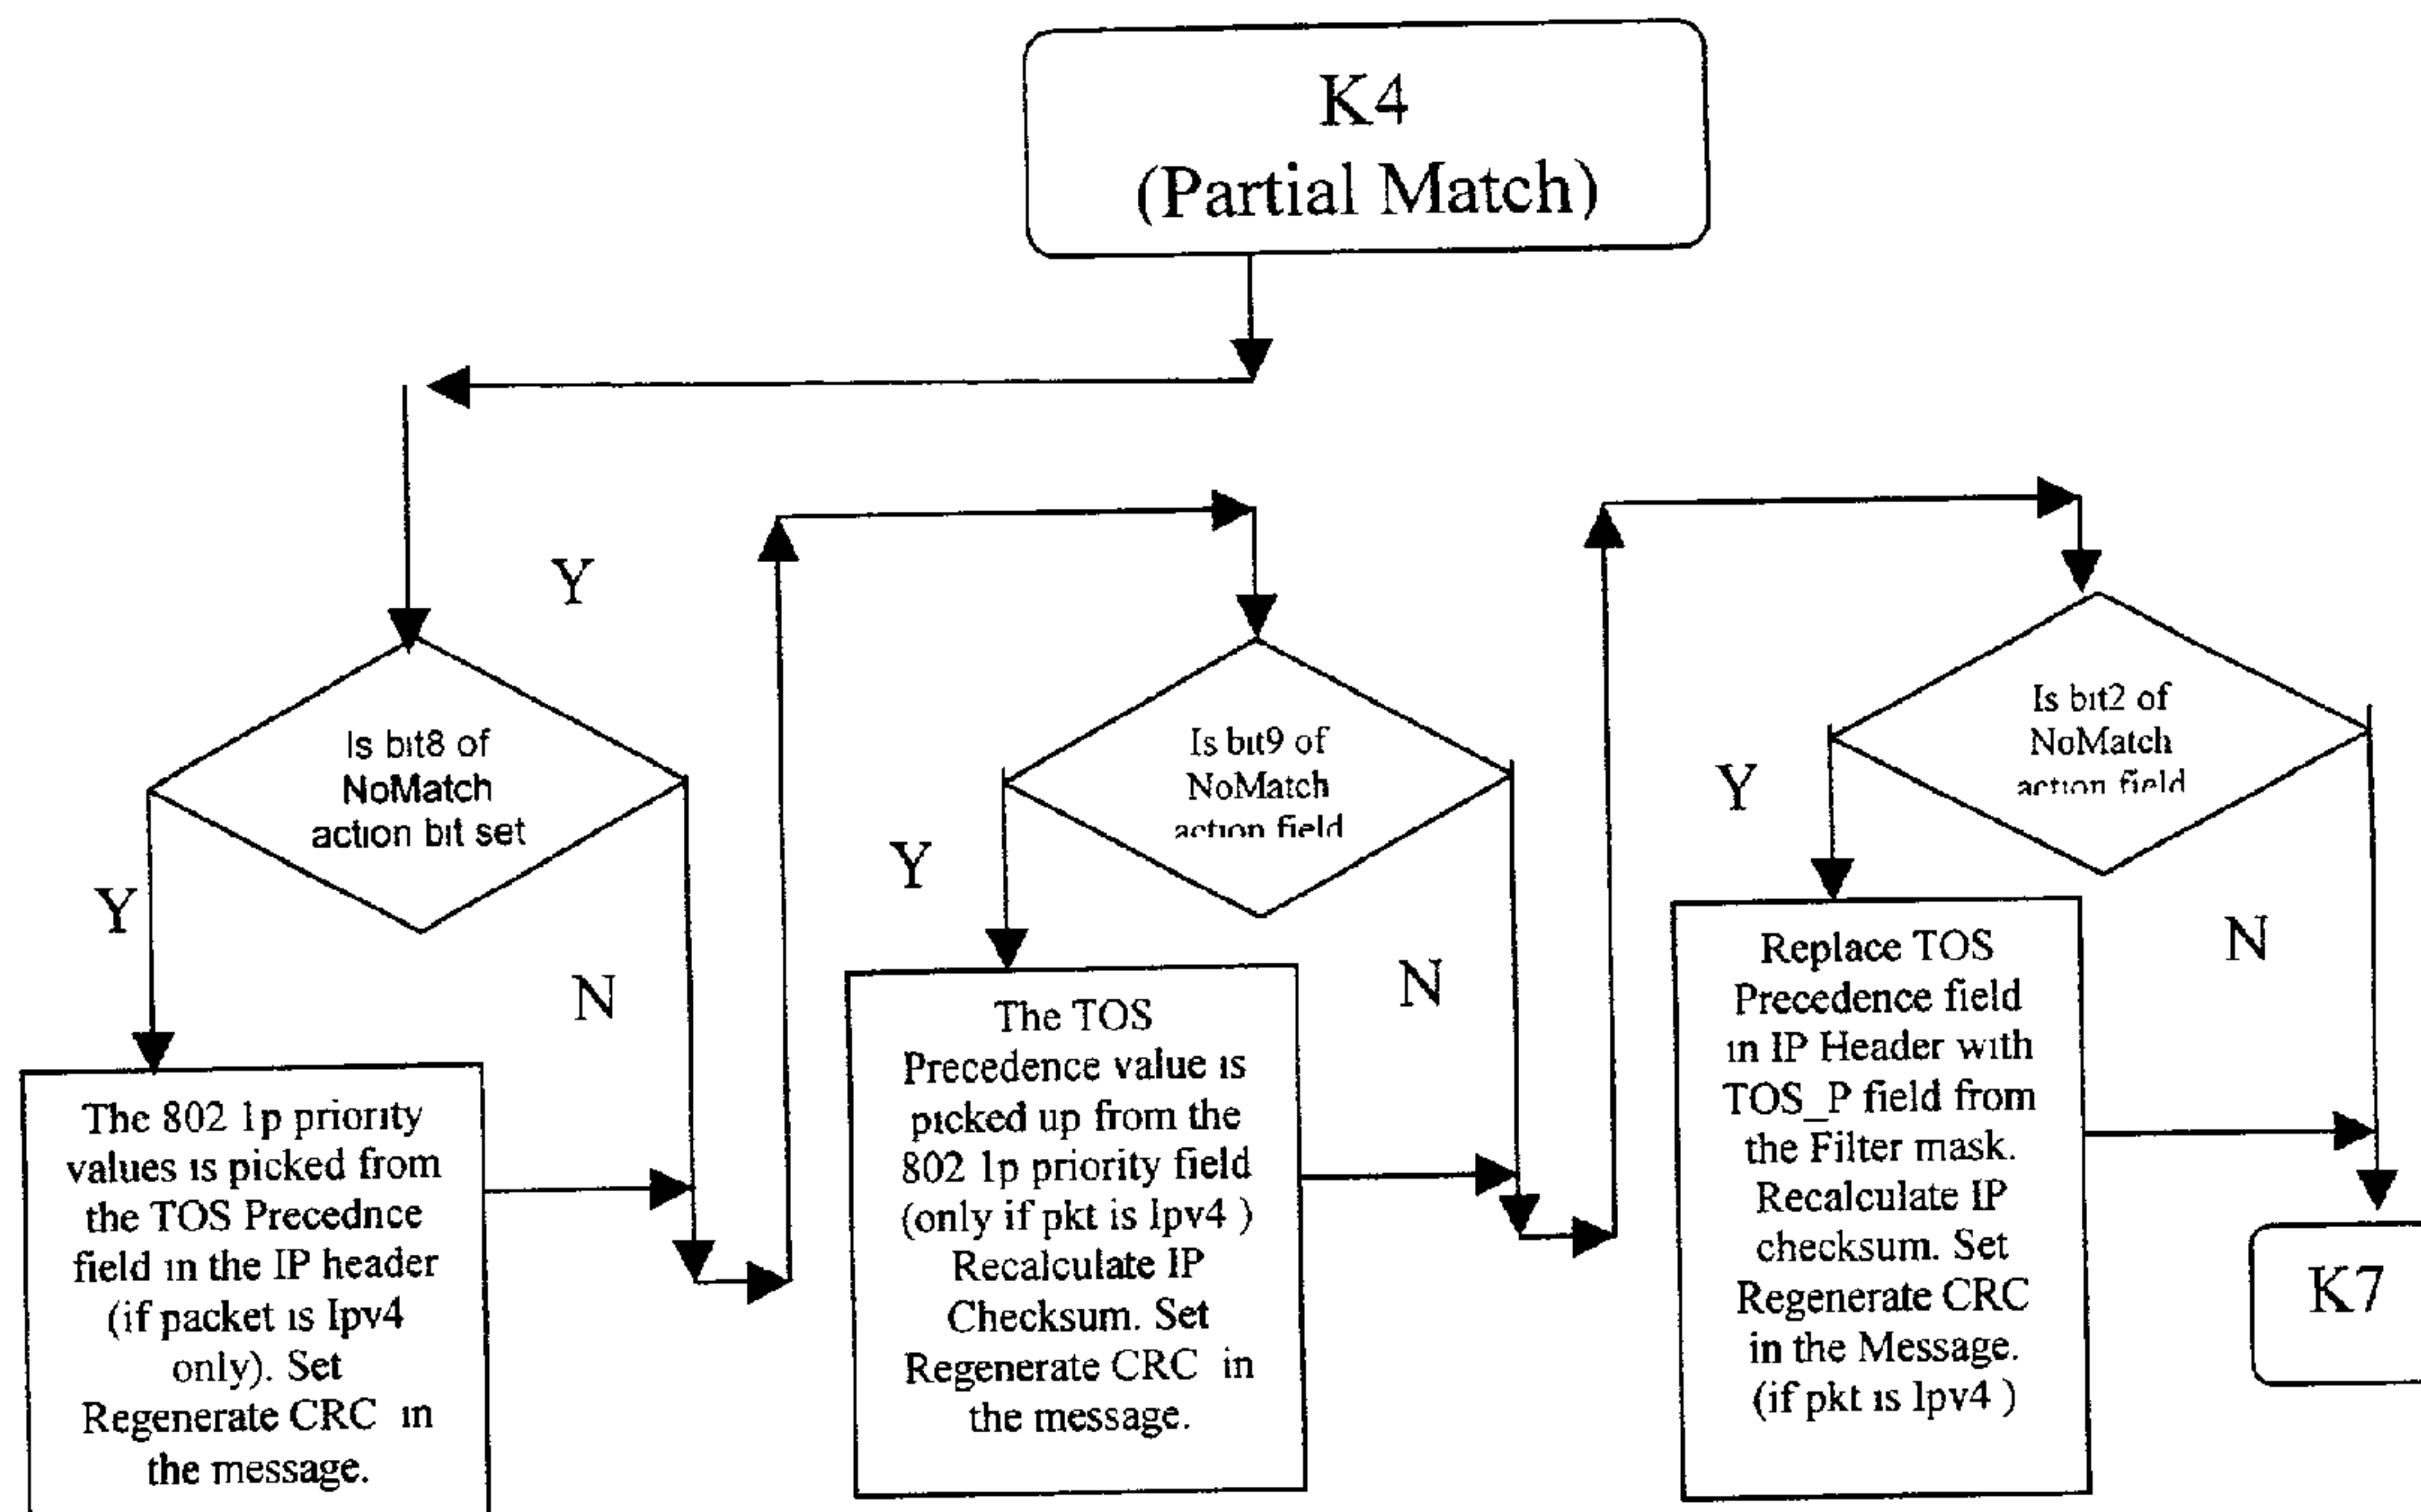 K4
(Partial Match)
Y
Is bit8 of
NoMatch
action bit set
Y
N
The 802 1p priority
values is picked from
the TOS Precednce
field in the IP header
(if packet is Ipv4
only). Set
Regenerate CRC in
the message.
Is bit9 of
NoMatch
action field
Y
N
The TOS
Precedence value is
picked up from the
802 1p priority field
(only if pkt is Ipv4 )
Recalculate IP
Checksum. Set
Regenerate CRC in
the message.
Is bit2 of
NoMatch
action field
Y
N
Replace TOS
Precedence field
in IP Header with
TOS_P field from
the Filter mask.
Recalculate IP
checksum. Set
Regenerate CRC
in the Message.
(if pkt is Ipv4 )
K7